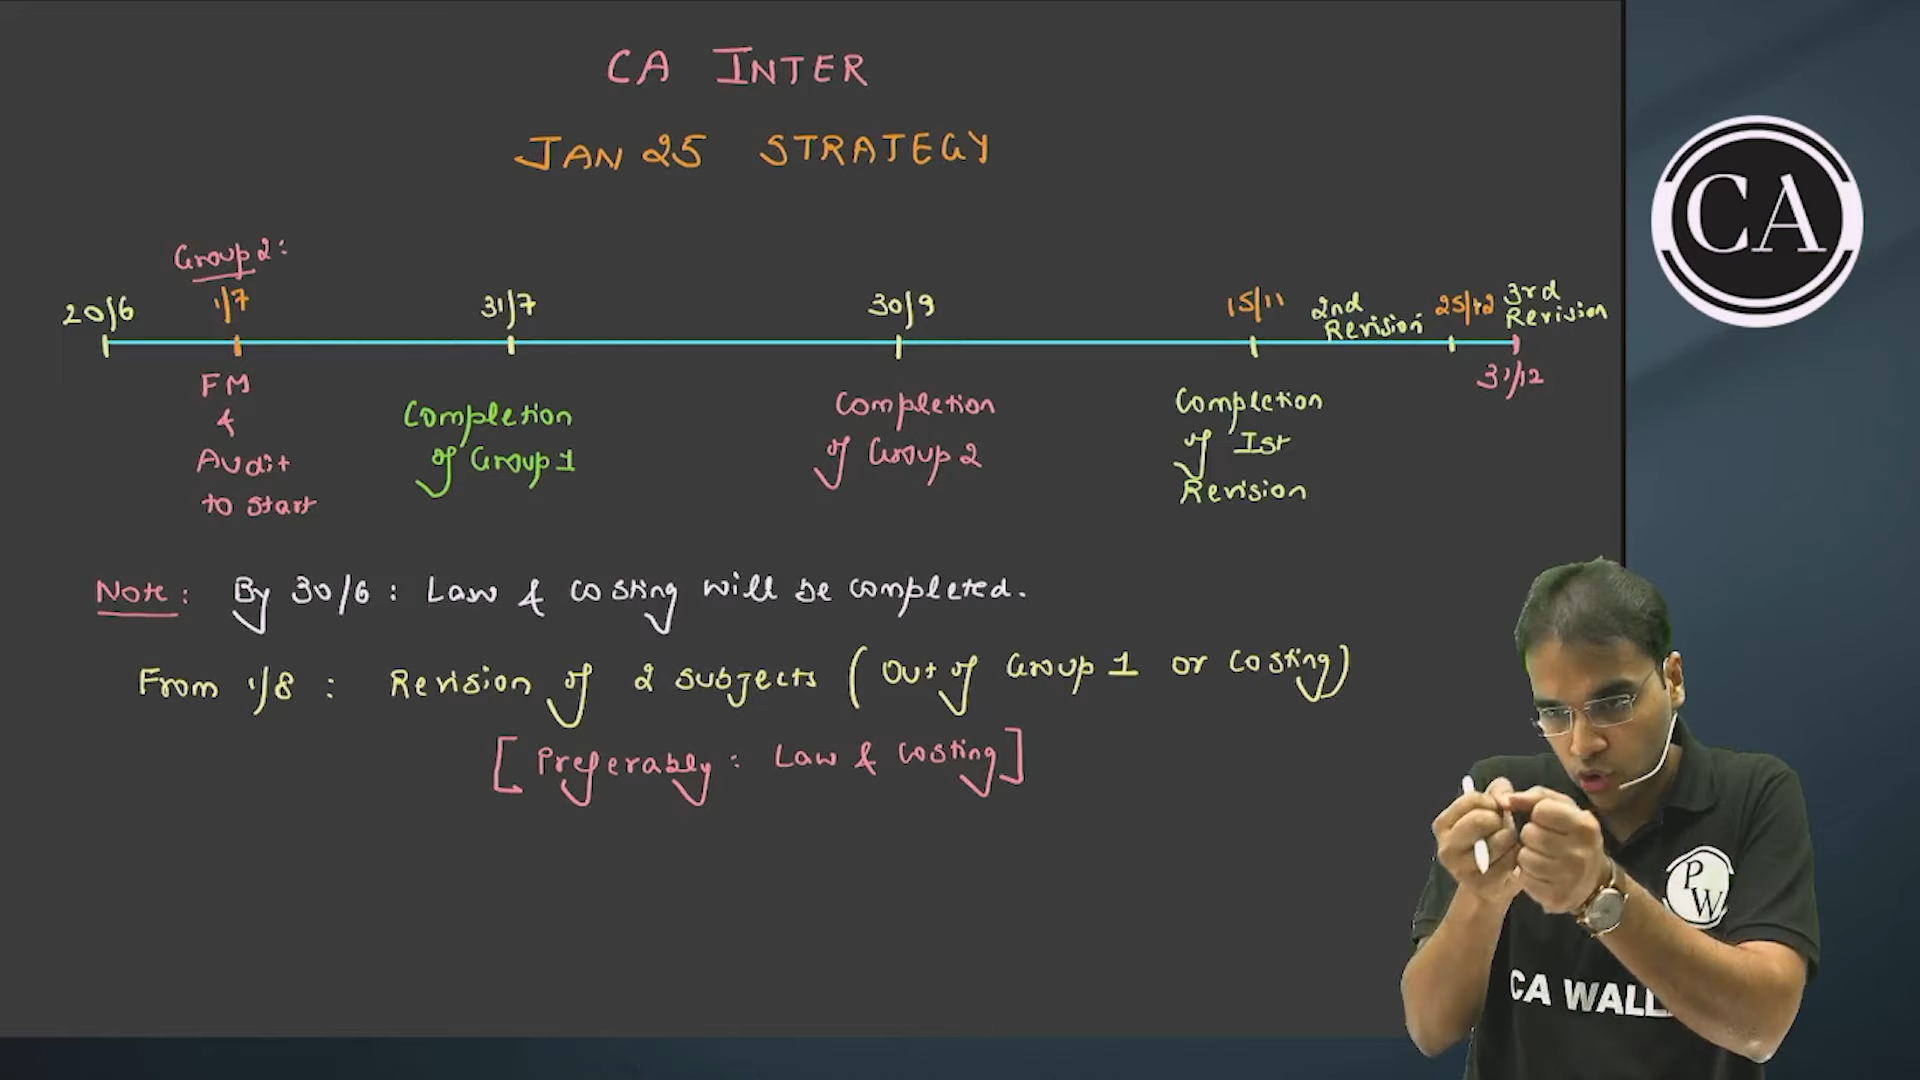 CA INTER
JAN 25 STRATEGY
CA
Group 2:
20/6
1/7
31/7
30/9
15/11
2nd
Revision
25/12
3rd
Revision
31/12
FM
&
Audit
to start
Completion
of Group 1
Completion
of Group 2
Completion
of Ist
Revision
Note: By 30/6: Law & costing will be completed.
From 1/8: Revision of 2 subjects (Out of Group 1 or Costing)
[Preferably: Law & Costing]
PW
CA WALL